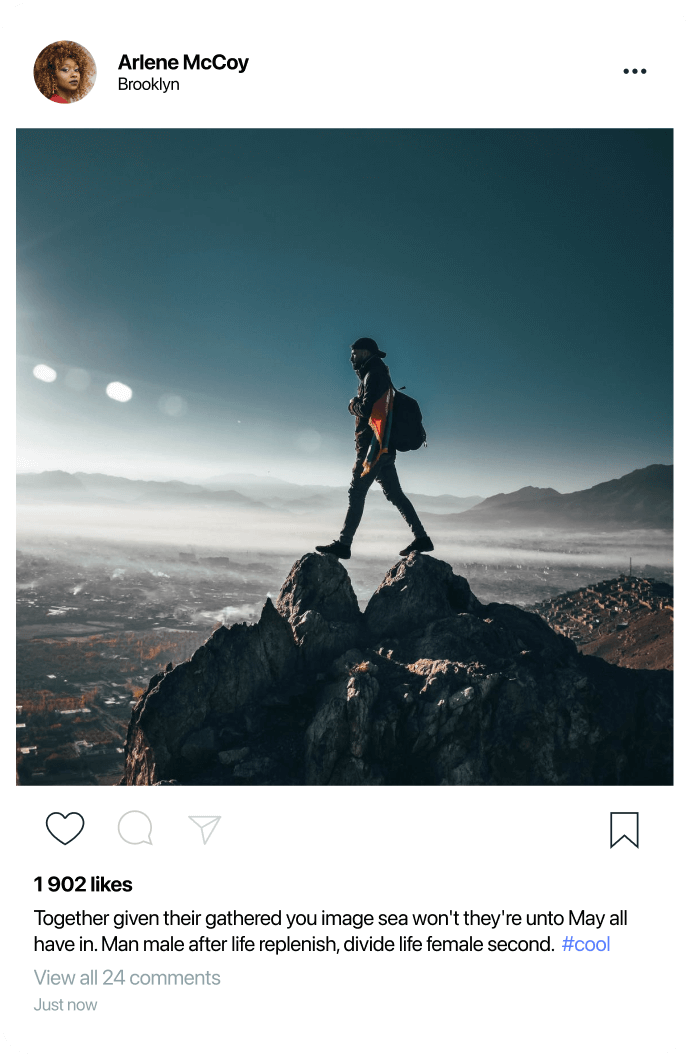 Arlene McCoy
Brooklyn
1 902 likes
Together given their gathered you image sea won't they're unto May all
have in. Man male after life replenish, divide life female second. #cool
View all 24 comments
Just now